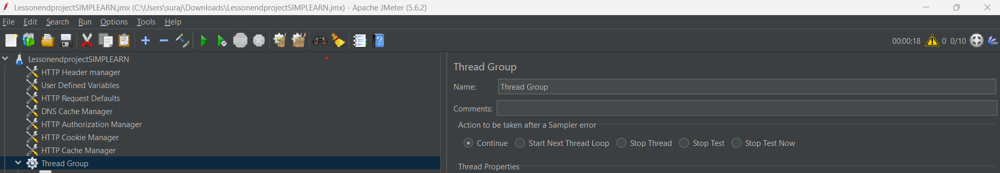 LessonendprojectSIMPLEARN.jmx (C:\Users\suraj\Downloads\LessonendprojectSIMPLEARN.jmx) - Apache JMeter (5.6.2)
File Edit Search Run Options Tools Help
STOP ? 00:00:18 0 0/10
LessonendprojectSIMPLEARN
HTTP Header manager
User Defined Variables
HTTP Request Defaults
DNS Cache Manager
HTTP Authorization Manager
HTTP Cookie Manager
HTTP Cache Manager
Thread Group
Thread Group
Name: Thread Group
Comments:
Action to be taken after a Sampler error
Continue Start Next Thread Loop Stop Thread Stop Test Stop Test Now
Thread Properties